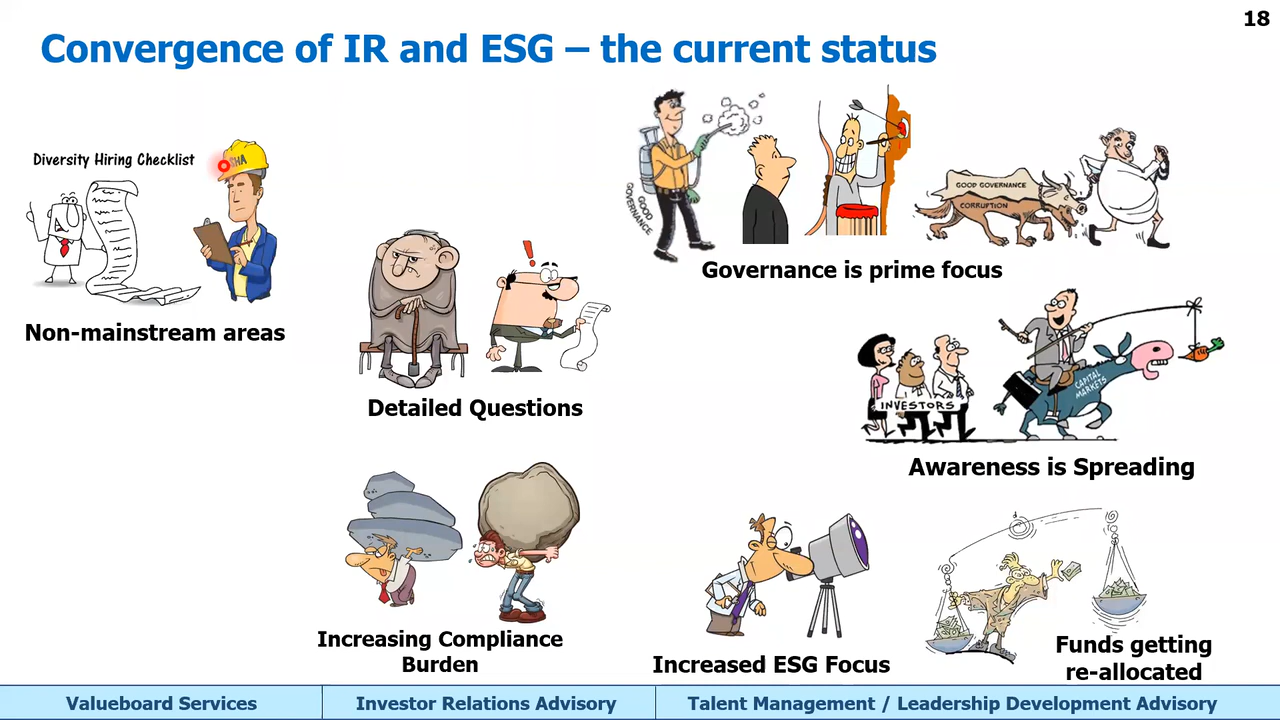 18
Convergence of IR and ESG – the current status
Diversity Hiring Checklist
Non-mainstream areas
Detailed Questions
GOOD GOVERNANCE
GOOD GOVERNANCE
CORRUPTION
Governance is prime focus
INVESTORS
CAPITAL
MARKETS
Awareness is Spreading
Increasing Compliance
Burden
Increased ESG Focus
Funds getting
re-allocated
Valueboard Services
Investor Relations Advisory
Talent Management / Leadership Development Advisory